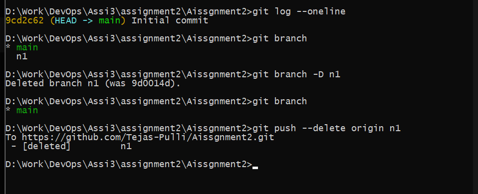 D:\Work\DevOps\Assi3\assignment2\Aissgnment2>git log --oneline
9cd2c62 (HEAD -> main) Initial commit
D:\Work\DevOps\Assi3\assignment2\Aissgnment2>git branch
* main
n1
D:\Work\DevOps\Assi3\assignment2\Aissgnment2>git branch -D n1
Deleted branch n1 (was 9d0014d).
D:\Work\DevOps\Assi3\assignment2\Aissgnment2>git branch
* main
D:\Work\DevOps\Assi3\assignment2\Aissgnment2>git push --delete origin n1
To https://github.com/Tejas-Pulli/Aissgnment2.git
- [deleted]         n1
D:\Work\DevOps\Assi3\assignment2\Aissgnment2>